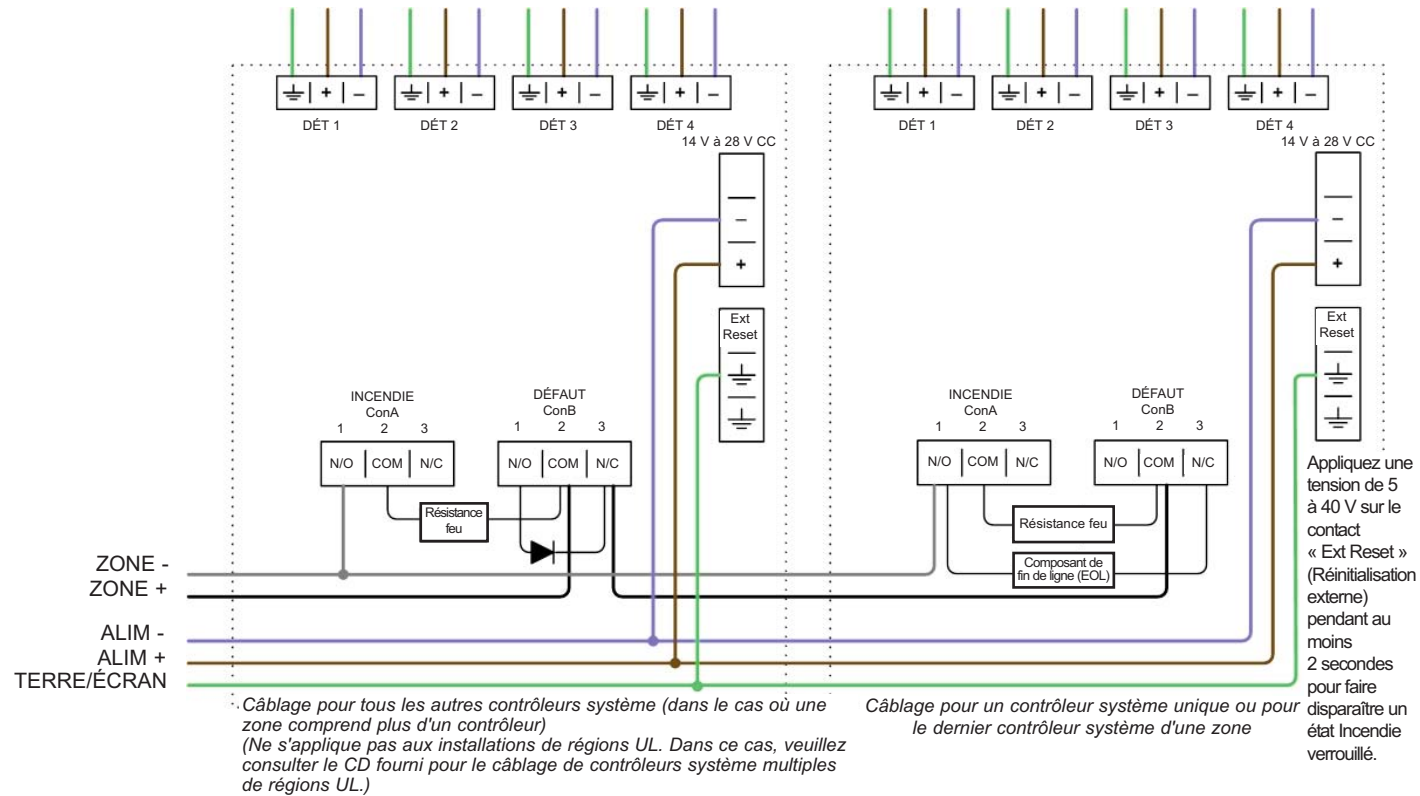 DÉT 1
DÉT 2
DÉT 3
DÉT 4
14 V à 28 V CC
–
+
Ext
Reset
INCENDIE
ConA
1 2 3
N/O COM N/C
DÉFAUT
ConB
1 2 3
N/O COM N/C
Résistance
feu
DÉT 1
DÉT 2
DÉT 3
DÉT 4
14 V à 28 V CC
–
+
Ext
Reset
INCENDIE
ConA
1 2 3
N/O COM N/C
DÉFAUT
ConB
1 2 3
N/O COM N/C
Résistance feu
Composant de
fin de ligne (EOL)
Appliquez une
tension de 5
à 40 V sur le
contact
« Ext Reset »
(Réinitialisation
externe)
pendant au
moins
2 secondes
pour faire
disparaître un
état Incendie
verrouillé.
ZONE -
ZONE +
ALIM -
ALIM +
TERRE/ÉCRAN
Câblage pour tous les autres contrôleurs système (dans le cas où une
zone comprend plus d'un contrôleur)
(Ne s'applique pas aux installations de régions UL. Dans ce cas, veuillez
consulter le CD fourni pour le câblage de contrôleurs système multiples
de régions UL.)
Câblage pour un contrôleur système unique ou pour
le dernier contrôleur système d'une zone